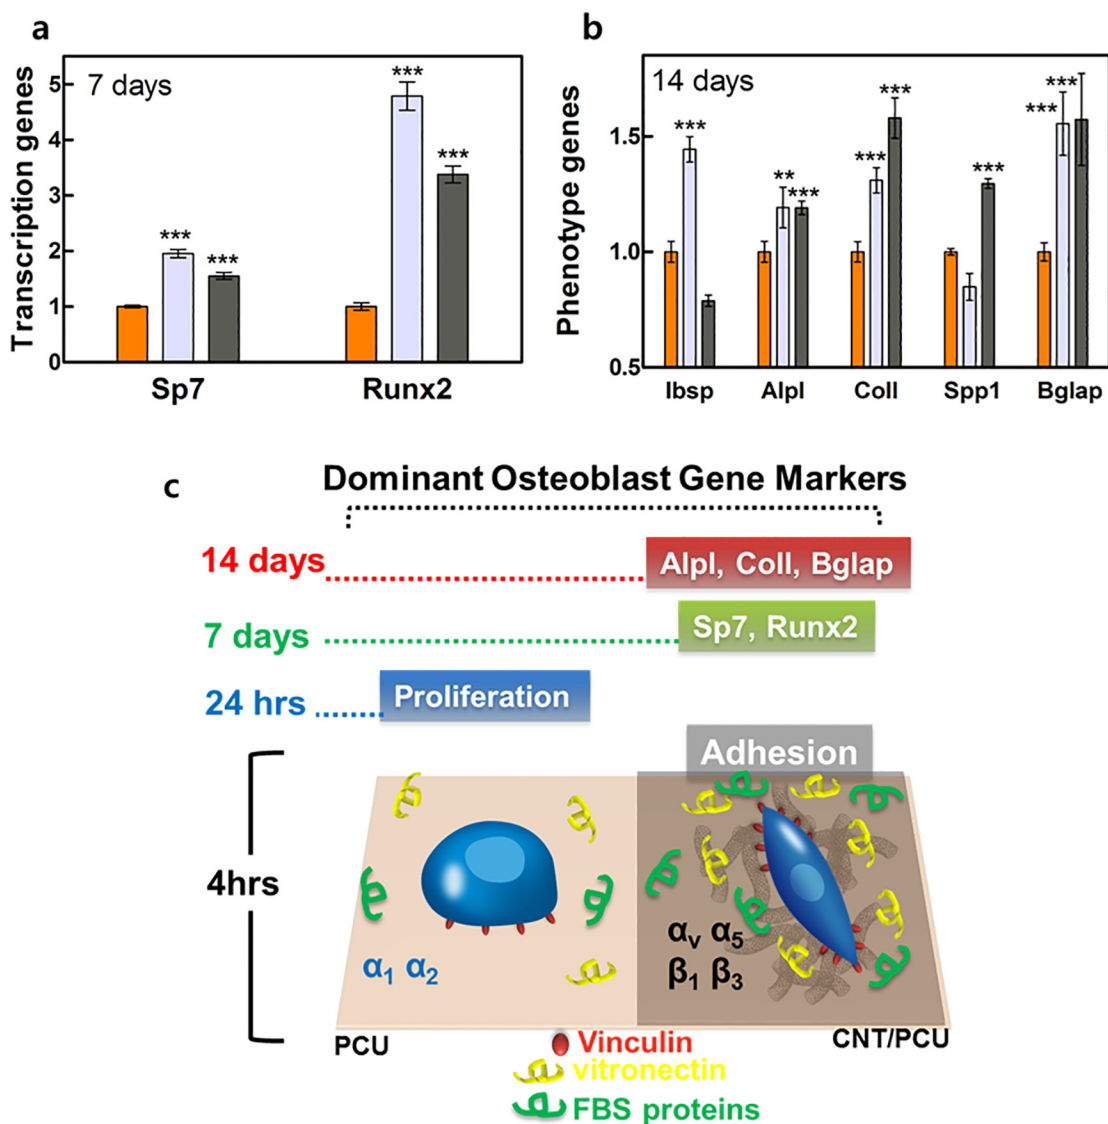 a
7 days
Transcription genes
5
4
3
2
1
0
***
***
***
***
Sp7
Runx2
b
14 days
Phenotype genes
1.5
1.0
0.5
***
**
***
***
***
***
***
***
Ibsp
Alpl
Coll
Spp1
Bglap
c
Dominant Osteoblast Gene Markers
14 days
Alpl, Coll, Bglap
7 days
Sp7, Runx2
24 hrs
Proliferation
Adhesion
4hrs
α1 α2
αv α5
β1 β3
PCU
CNT/PCU
Vinculin
vitronectin
FBS proteins